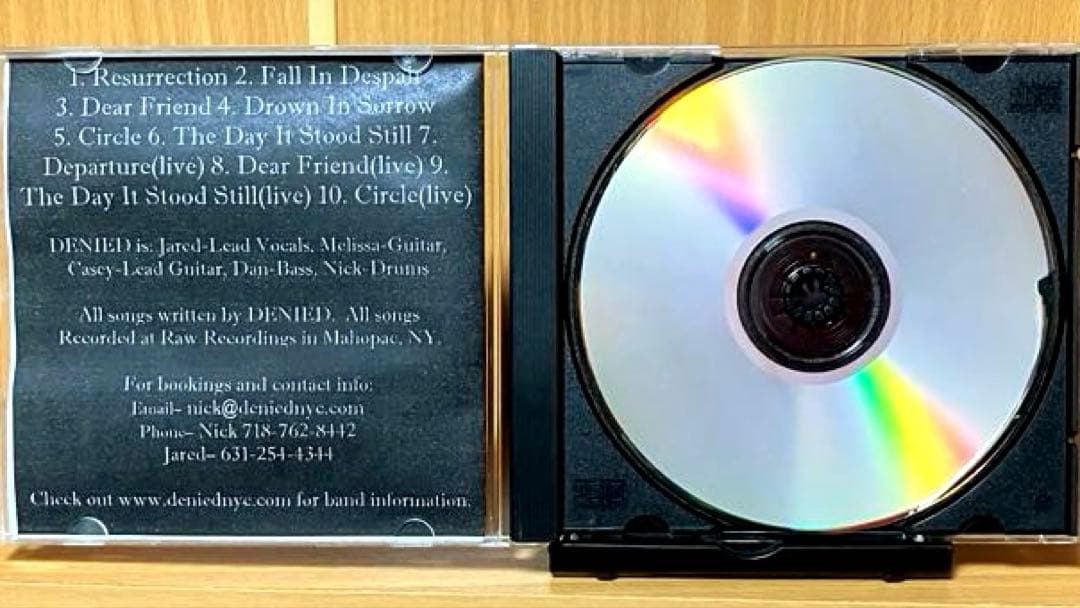 1. Resurrection 2. Fall In Despair
3. Dear Friend 4. Drown In Sorrow
5. Circle 6. The Day It Stood Still 7.
Departure(live) 8. Dear Friend(live) 9.
The Day It Stood Still(live) 10. Circle(live)
DENIED is: Jared-Lead Vocals, Melissa-Guitar,
Casey-Lead Guitar, Dan-Bass, Nick-Drums
All songs written by DENIED. All songs
Recorded at Raw Recordings in Mahopac, NY.
For bookings and contact info:
Email- nick@deniednyc.com
Phone- Nick 718-762-8442
Jared- 631-254-4344
Check out www.deniednyc.com for band information.